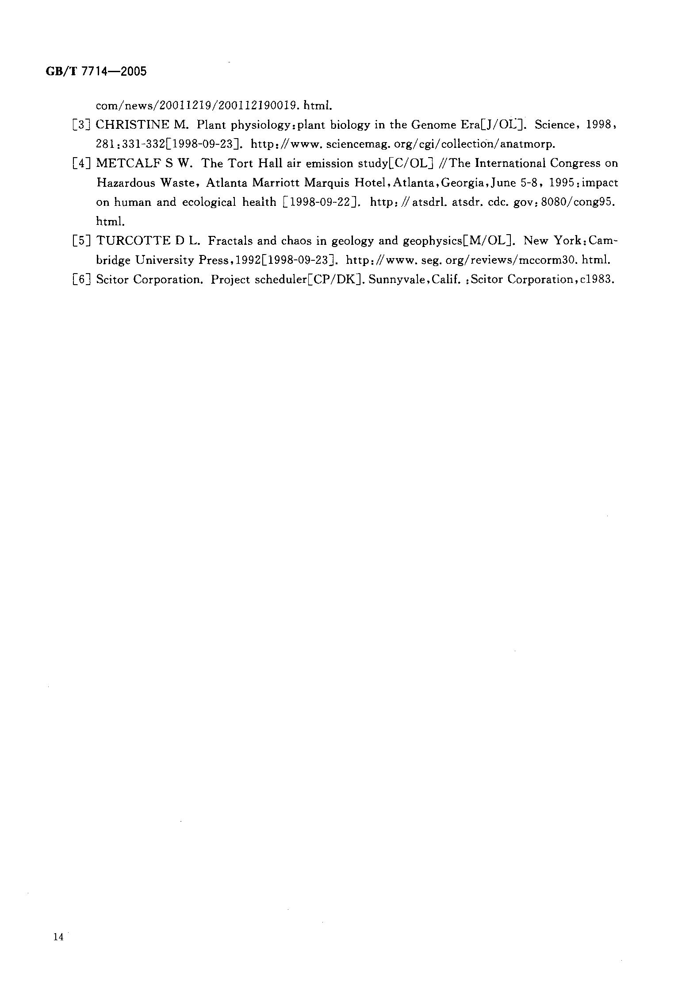 GB/T 7714—2005
com/news/20011219/200112190019. html.
[3] CHRISTINE M. Plant physiology:plant biology in the Genome Era[J/OL]. Science, 1998,
281:331-332[1998-09-23]. http://www. sciencemag. org/cgi/collection/anatmorp.
[4] METCALF S W. The Tort Hall air emission study[C/OL] //The International Congress on
Hazardous Waste, Atlanta Marriott Marquis Hotel,Atlanta,Georgia,June 5-8, 1995:impact
on human and ecological health [1998-09-22]. http: // atsdrl. atsdr. cdc. gov: 8080/cong95.
html.
[5] TURCOTTE D L. Fractals and chaos in geology and geophysics[M/OL]. New York:Cam-
bridge University Press,1992[1998-09-23]. http://www. seg. org/reviews/mccorm30. html.
[6] Scitor Corporation. Project scheduler[CP/DK]. Sunnyvale,Calif. :Scitor Corporation,c1983.
14